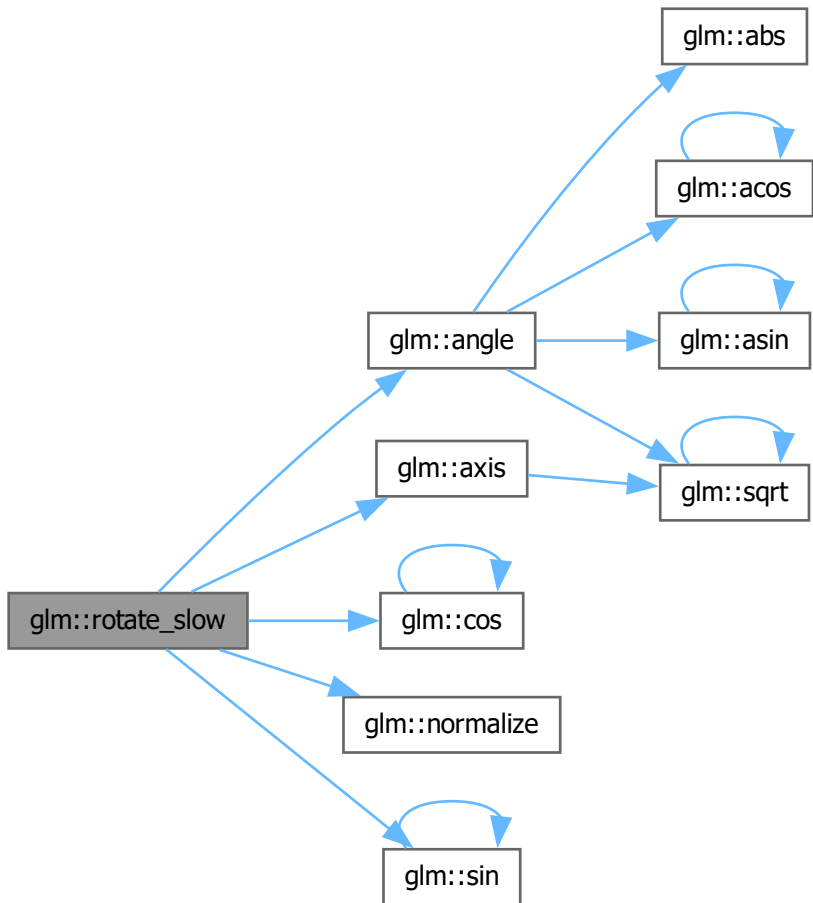 glm::abs
glm::acos
glm::angle
glm::asin
glm::axis
glm::sqrt
glm::rotate_slow
glm::cos
glm::normalize
glm::sin